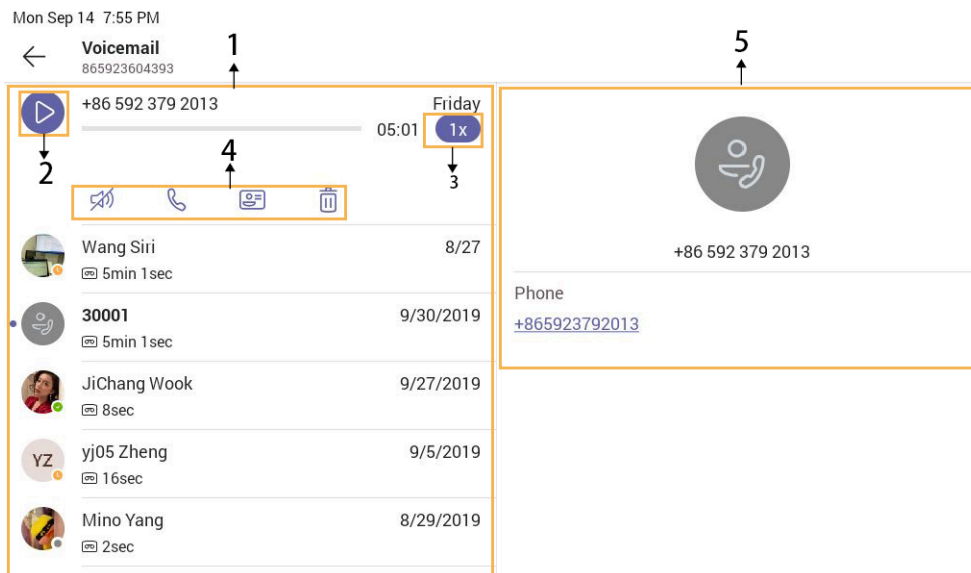 Mon Sep 14 7:55 PM
Voicemail
865923604393
1
5
+86 592 379 2013
Friday
05:01
1x
2
4
3
Wang Siri
8/27
5min 1sec
30001
9/30/2019
5min 1sec
JiChang Wook
9/27/2019
8sec
YZ
yj05 Zheng
9/5/2019
16sec
Mino Yang
8/29/2019
2sec
+86 592 379 2013
Phone
+865923792013